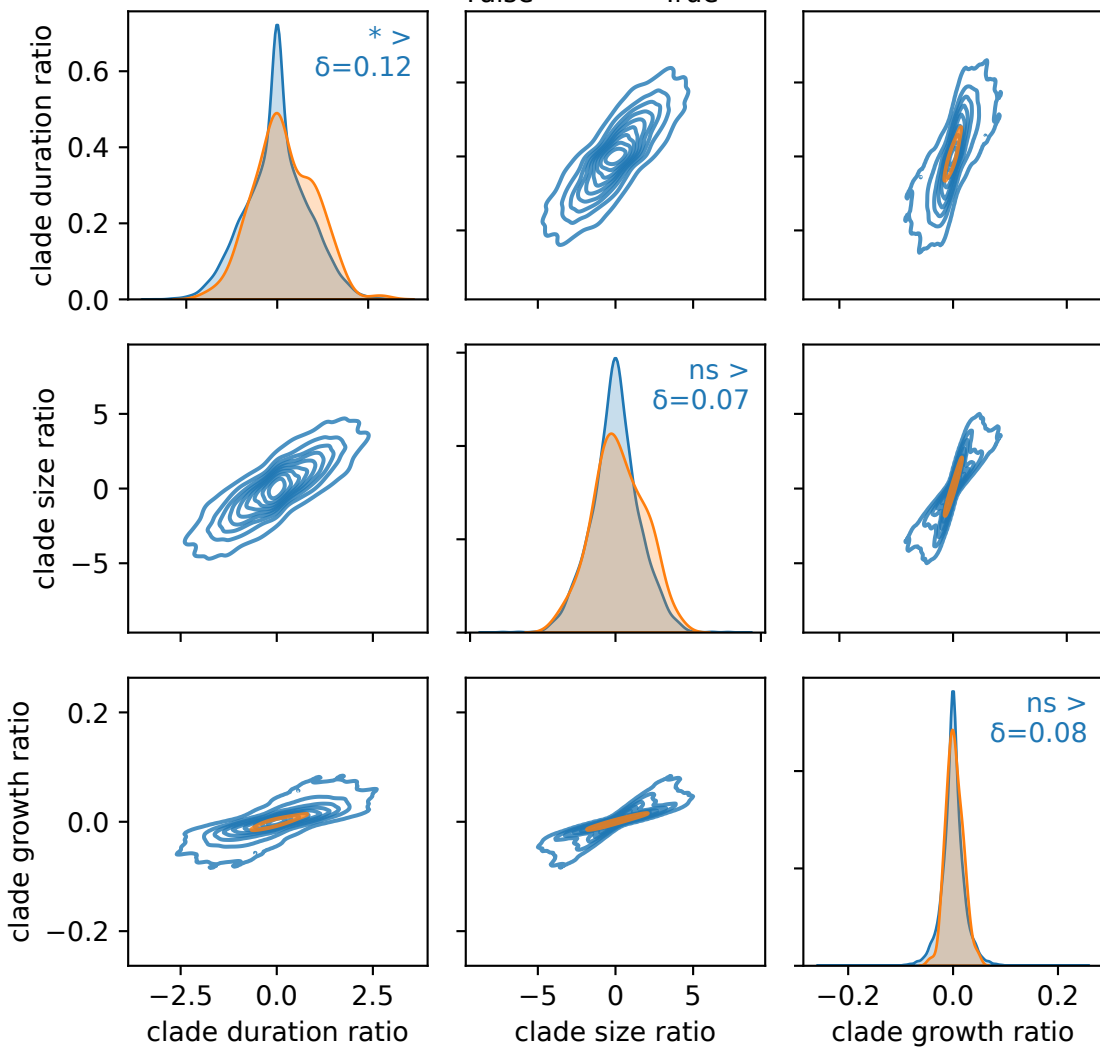 True
clade duration ratio
0.6
0.4
0.2
0.0
* >
δ=0.12
clade size ratio
5
0
−5
ns >
δ=0.07
clade growth ratio
0.2
0.0
−0.2
ns >
δ=0.08
−2.5 0.0 2.5
−5 0 5
−0.2 0.0 0.2
clade duration ratio
clade size ratio
clade growth ratio